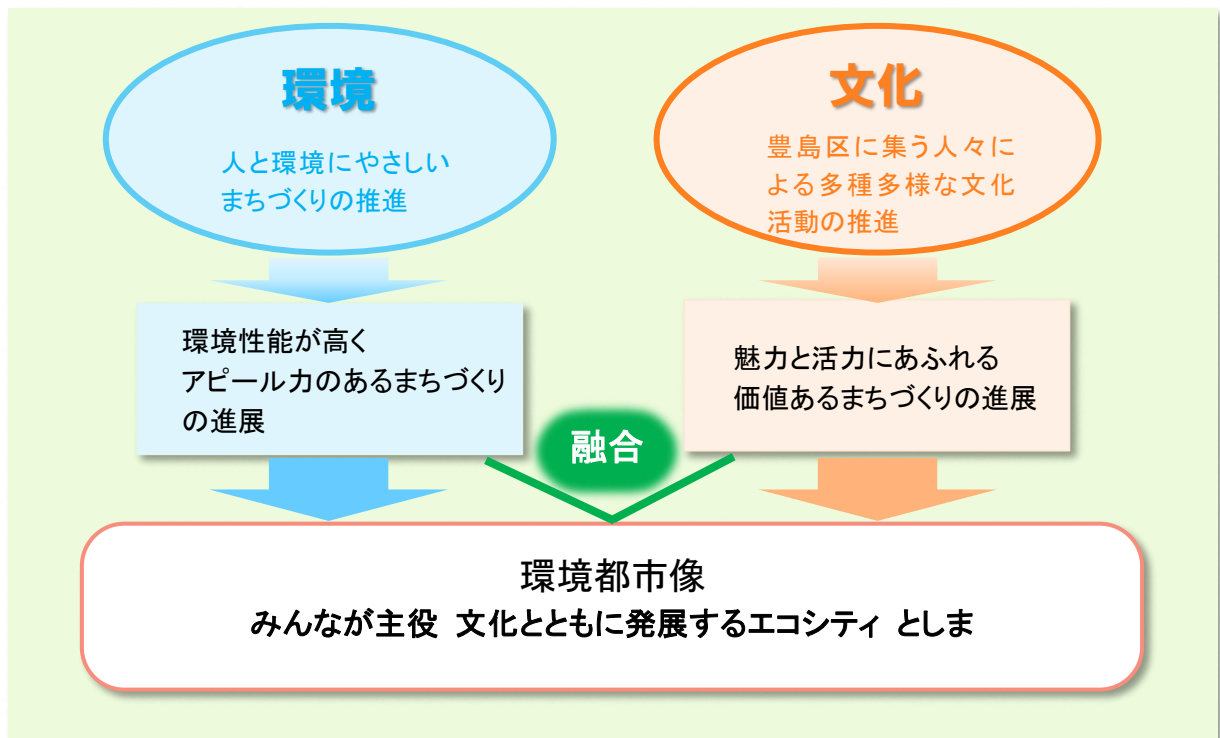 環境
人と環境にやさしい
まちづくりの推進
文化
豊島区に集う人々に
よる多種多様な文化
活動の推進
環境性能が高く
アピール力のあるまちづくり
の進展
魅力と活力にあふれる
価値あるまちづくりの進展
融合
環境都市像
みんなが主役 文化とともに発展するエコシティ としま